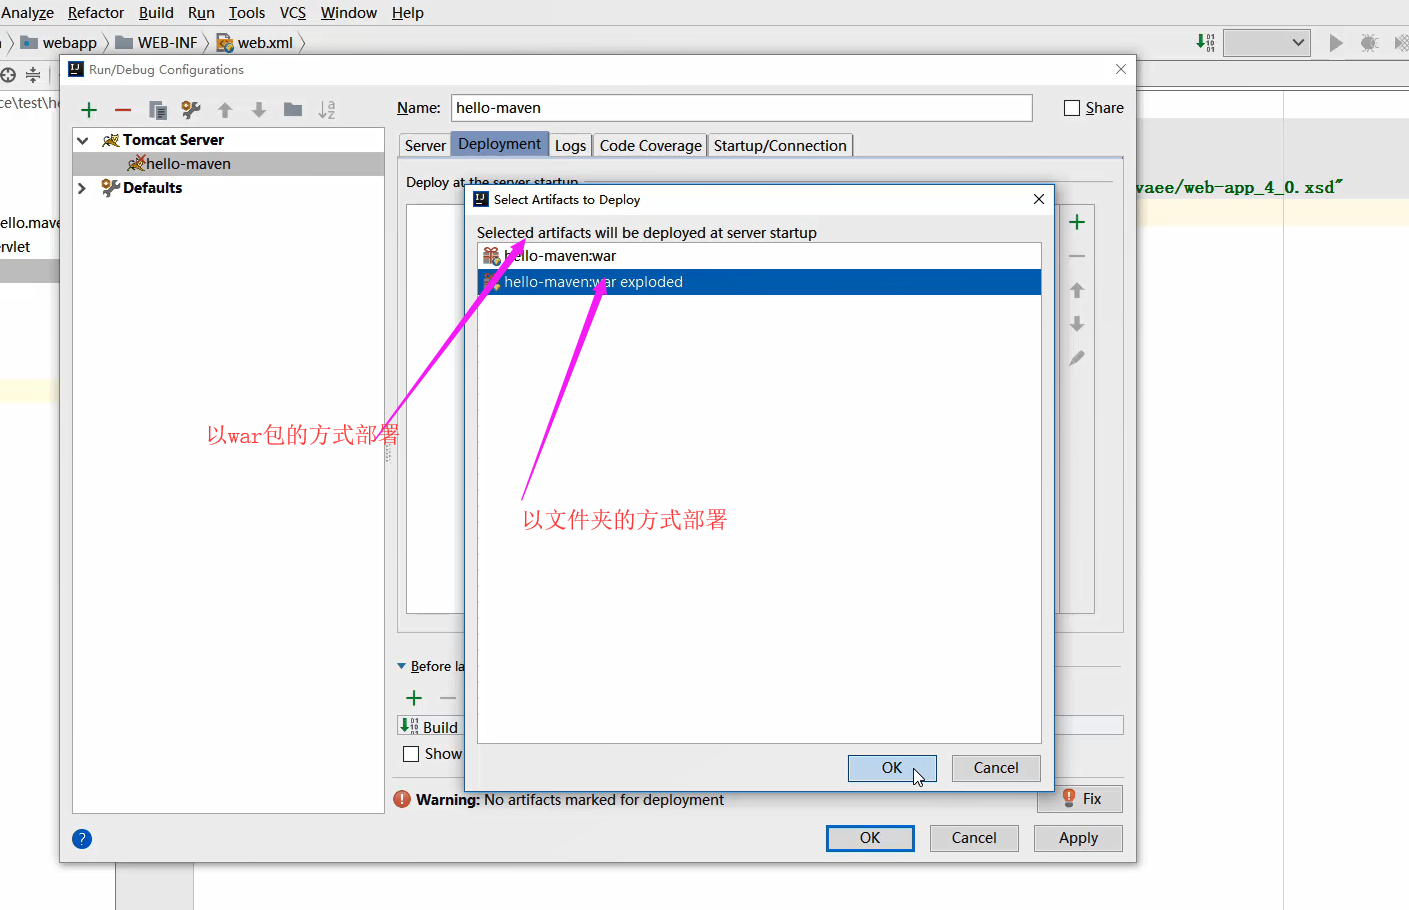 Analyze Refactor Build Run Tools VCS Window Help
webapp WEB-INF web.xml
Run/Debug Configurations
Name: hello-maven Share
Tomcat Server
hello-maven
Defaults
Server Deployment Logs Code Coverage Startup/Connection
Deploy at the server startup
ce\test\he
ello.mave
rvlet
vaee/web-app_4_0.xsd"
Select Artifacts to Deploy
Selected artifacts will be deployed at server startup
hello-maven:war
hello-maven:war exploded
以war包的方式部署
以文件夹的方式部署
Before la
Build
Show
OK Cancel
Warning: No artifacts marked for deployment
Fix
OK Cancel Apply